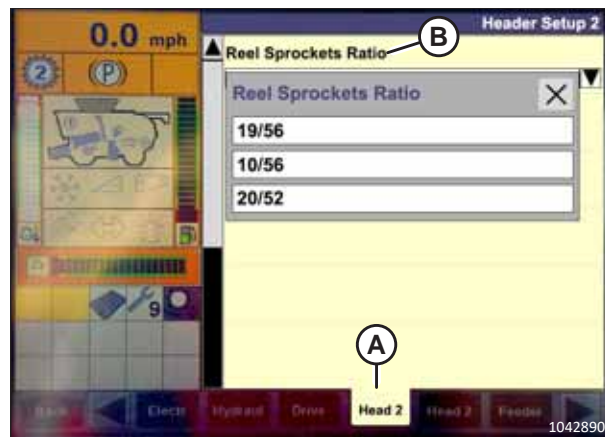 0.0 mph
Header Setup 2
B
Reel Sprockets Ratio
2
(P)
Reel Sprockets Ratio
19/56
10/56
20/52
9
A
Back
Electr
Hydraul
Drive
Head 2
Head 2
Feeder
1042890